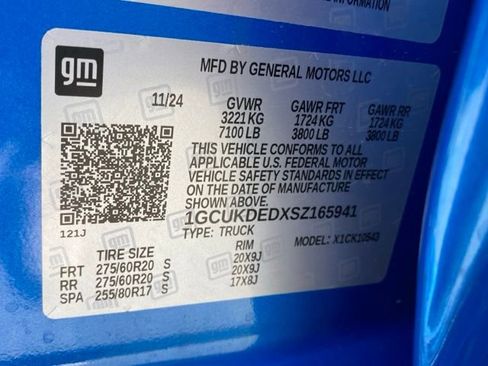 INFORMATION
gm
MFD BY GENERAL MOTORS LLC
11/24 GVWR GAWR FRT GAWR RR
3221 KG 1724 KG 1724 KG
7100 LB 3800 LB 3800 LB
THIS VEHICLE CONFORMS TO ALL
APPLICABLE U.S. FEDERAL MOTOR
VEHICLE SAFETY STANDARDS IN EFFECT
ON THE DATE OF MANUFACTURE
SHOWN ABOVE.
1GCUKDEDXSZ165941
121J
TYPE: TRUCK MODEL: X1CK10543
TIRE SIZE RIM
FRT 275/60R20 S 20X9J
RR 275/60R20 S 20X9J
SPA 255/80R17 S 17X8J